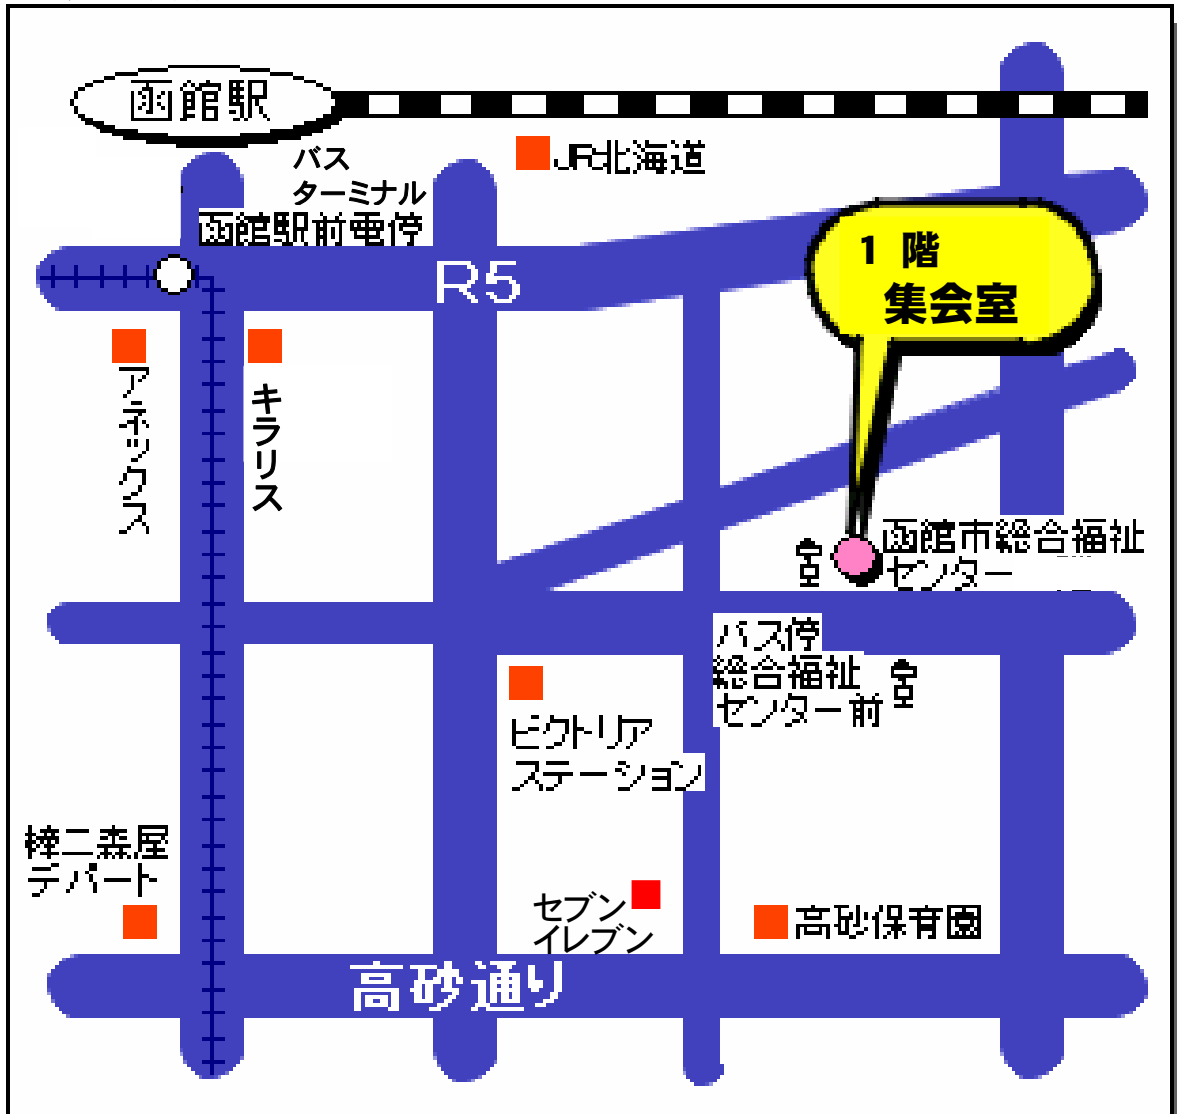 函館駅
JR北海道
バス
ターミナル
函館駅前電停
R5
1 階
集会室
アネックス
キラリス
函館市総合福祉
センター
バス停
総合福祉
センター前
ビクトリア
ステーション
棒二森屋
デパート
セブン
イレブン
高砂保育園
高砂通り